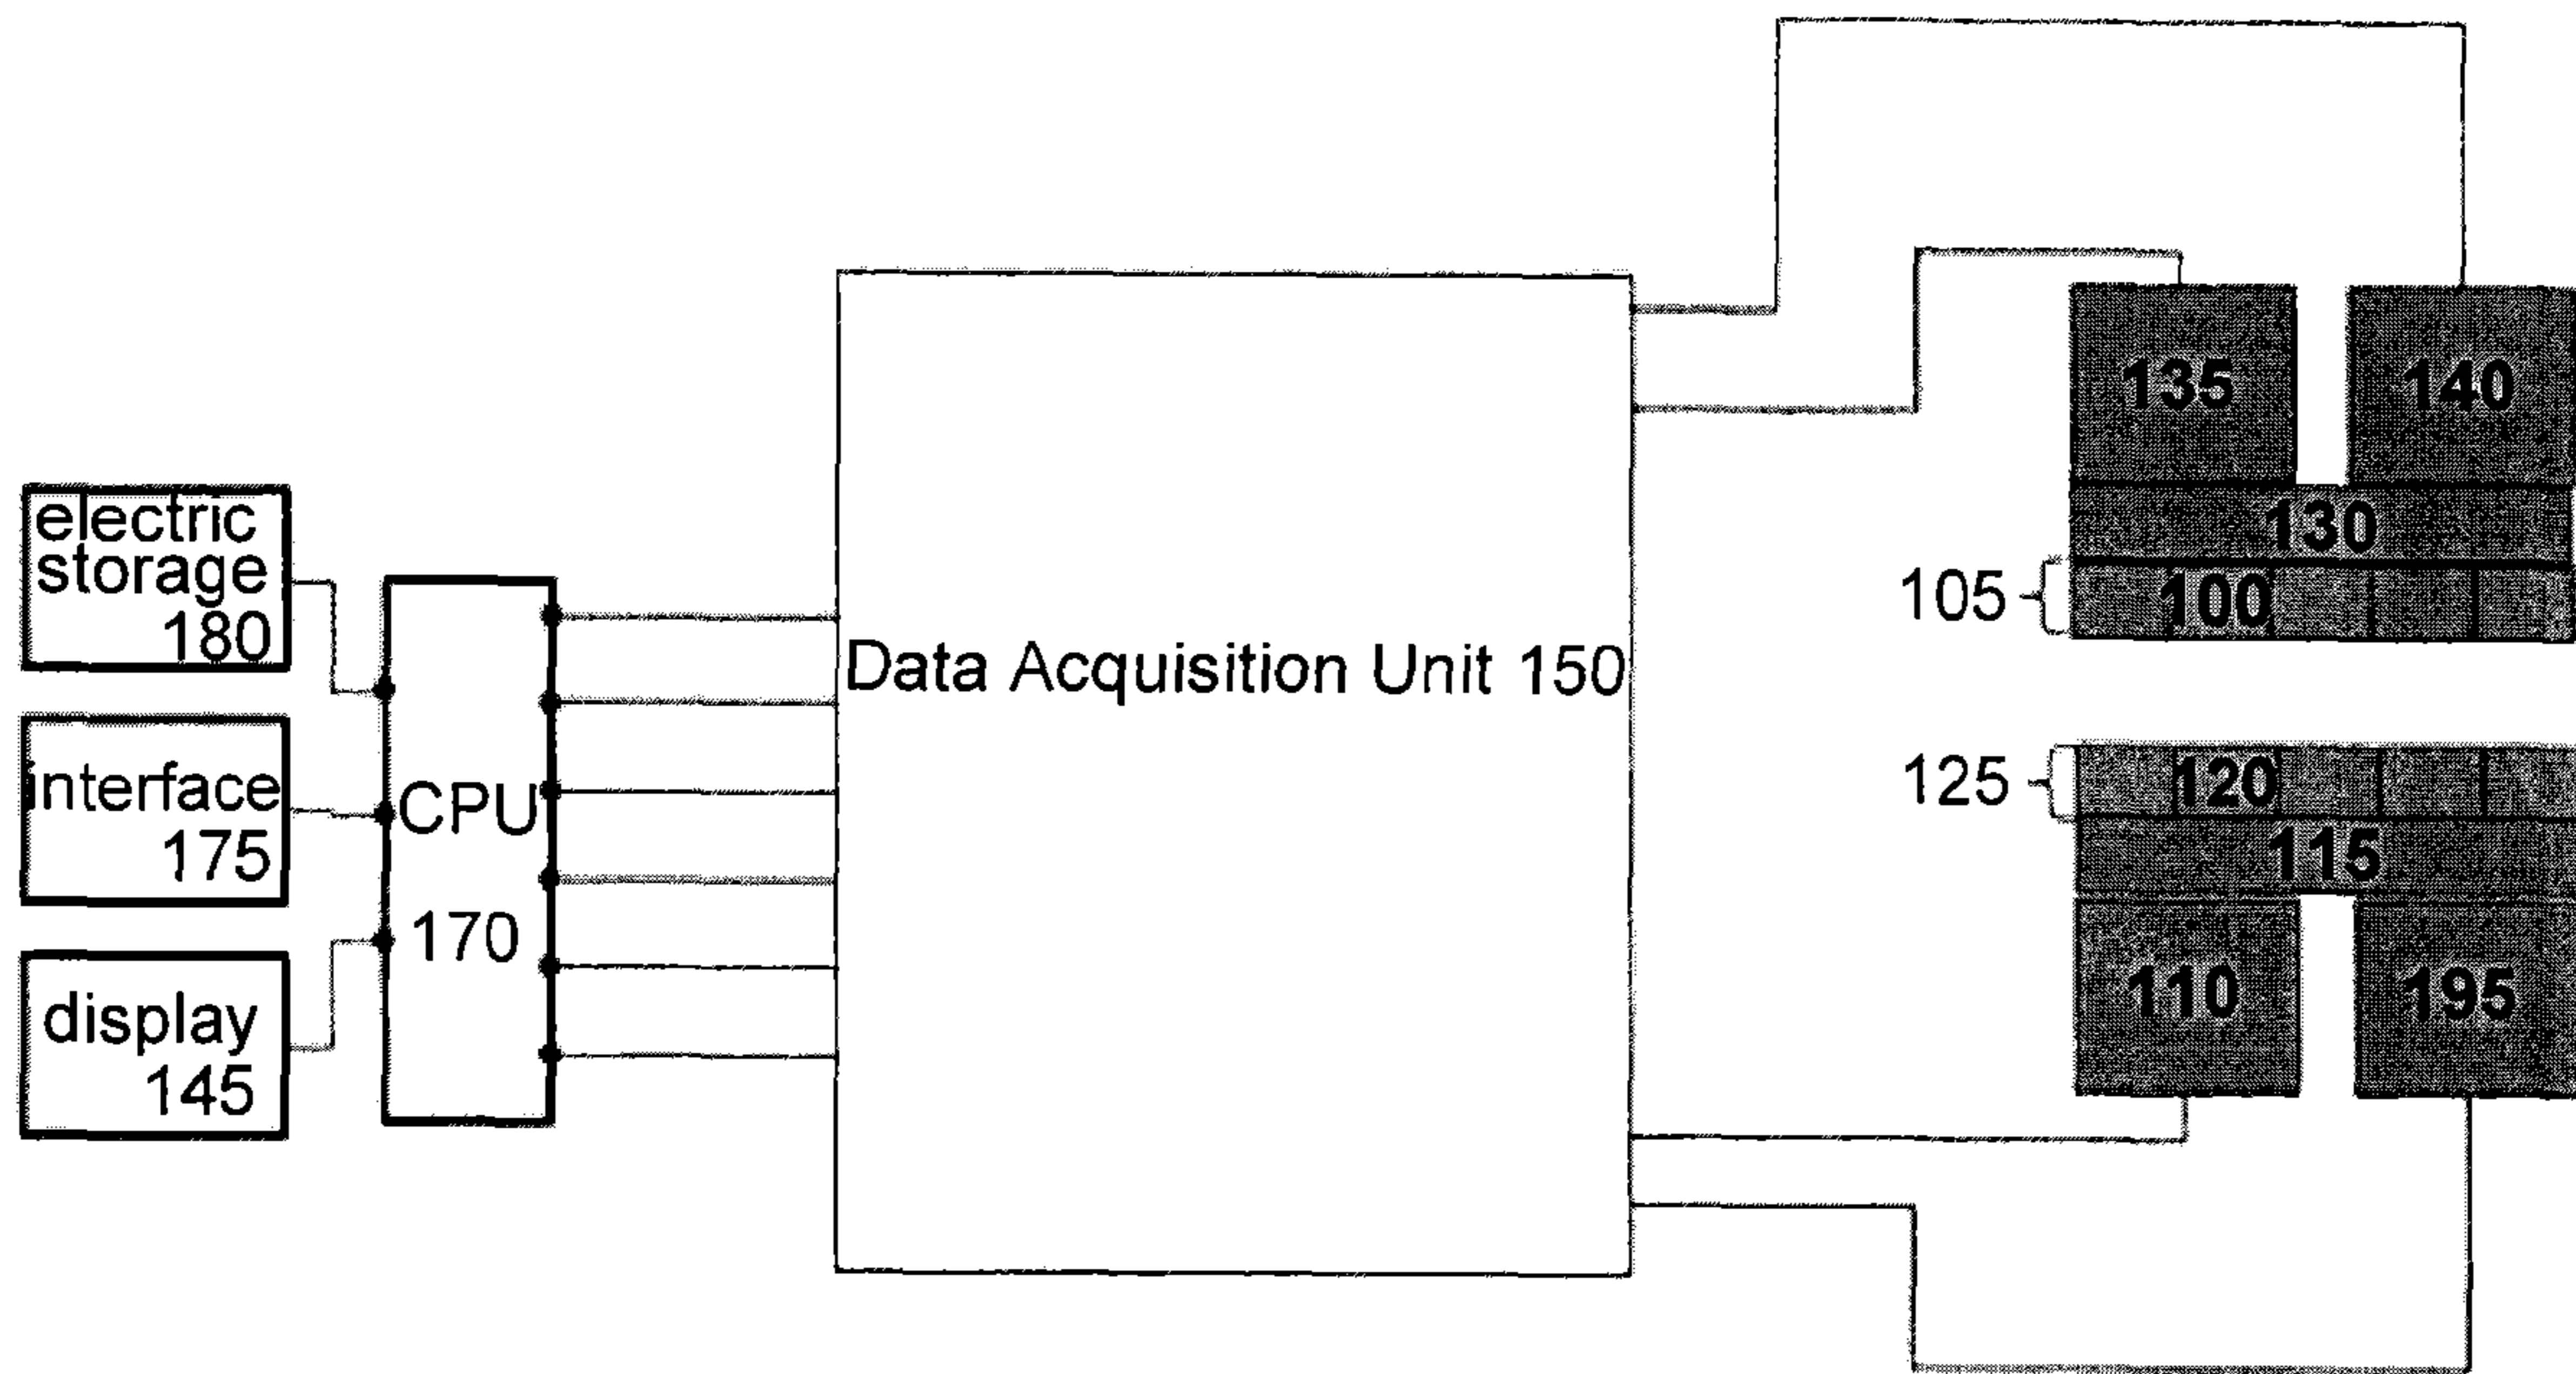 electric
storage
180
interface
175
display
145
CPU
170
Data Acquisition Unit 150
135
140
130
105
100
125
120
115
110
195